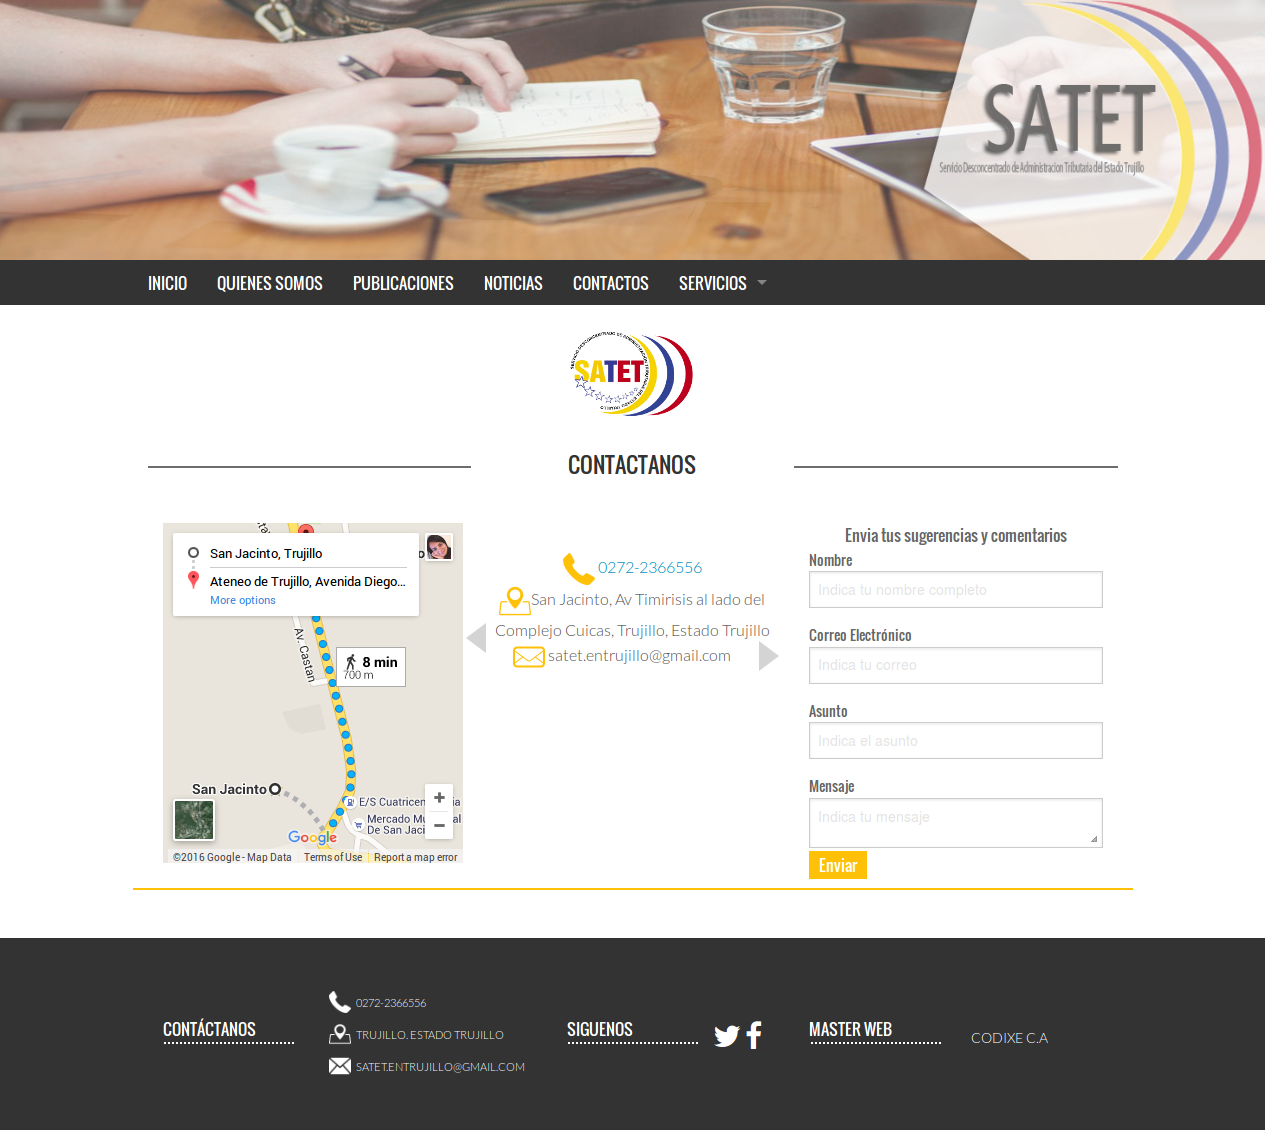 SATET
Servicio Desconcentrado de Administracion Tributaria del Estado Trujillo
INICIO QUIENES SOMOS PUBLICACIONES NOTICIAS CONTACTOS SERVICIOS
SATET
CONTACTANOS
San Jacinto, Trujillo
Ateneo de Trujillo, Avenida Diego...
More options
Av. Castan
8 min
700 m
San Jacinto
E/S Cuatricen
Mercado Mu
De San Jaci
Google
©2016 Google - Map Data Terms of Use Report a map error
0272-2366556
San Jacinto, Av Timirisis al lado del
Complejo Cuicas, Trujillo, Estado Trujillo
satet.entrujillo@gmail.com
Envia tus sugerencias y comentarios
Nombre
Indica tu nombre completo
Correo Electrónico
Indica tu correo
Asunto
Indica el asunto
Mensaje
Indica tu mensaje
Enviar
CONTÁCTANOS
0272-2366556
TRUJILLO. ESTADO TRUJILLO
SATET.ENTRUJILLO@GMAIL.COM
SIGUENOS
MASTER WEB
CODIXE C.A